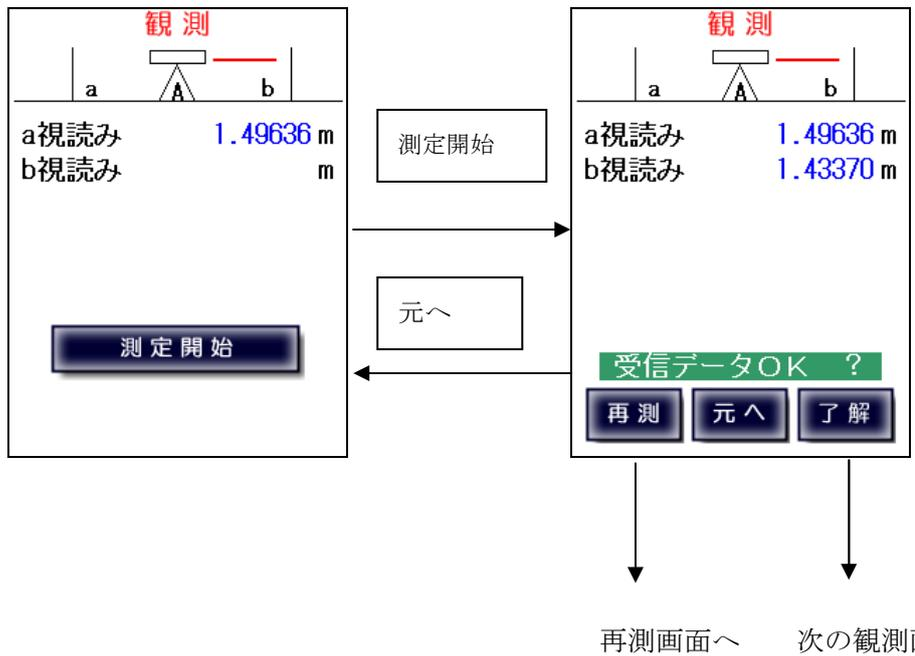 観測
a A b
a視読み 1.49636 m
b視読み m
測定開始
測定開始
元へ
観測
a A b
a視読み 1.49636 m
b視読み 1.43370 m
受信データOK ?
再測 元へ 了解
再測画面へ 次の観測